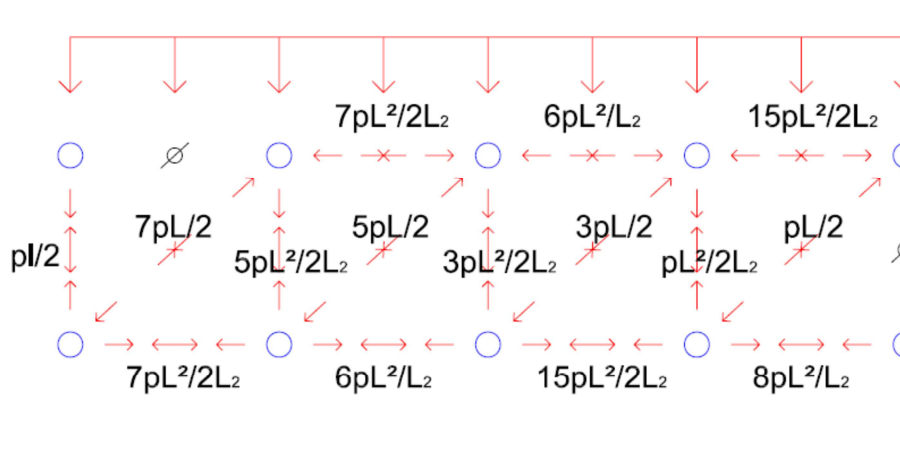 7pL²/2L₂ 6pL²/L₂ 15pL²/2L₂
7pL/2 5pL/2 3pL/2 pL/2
pl/2 5pL²/2L₂ 3pL²/2L₂ pL²/2L₂
7pL²/2L₂ 6pL²/L₂ 15pL²/2L₂ 8pL²/L₂